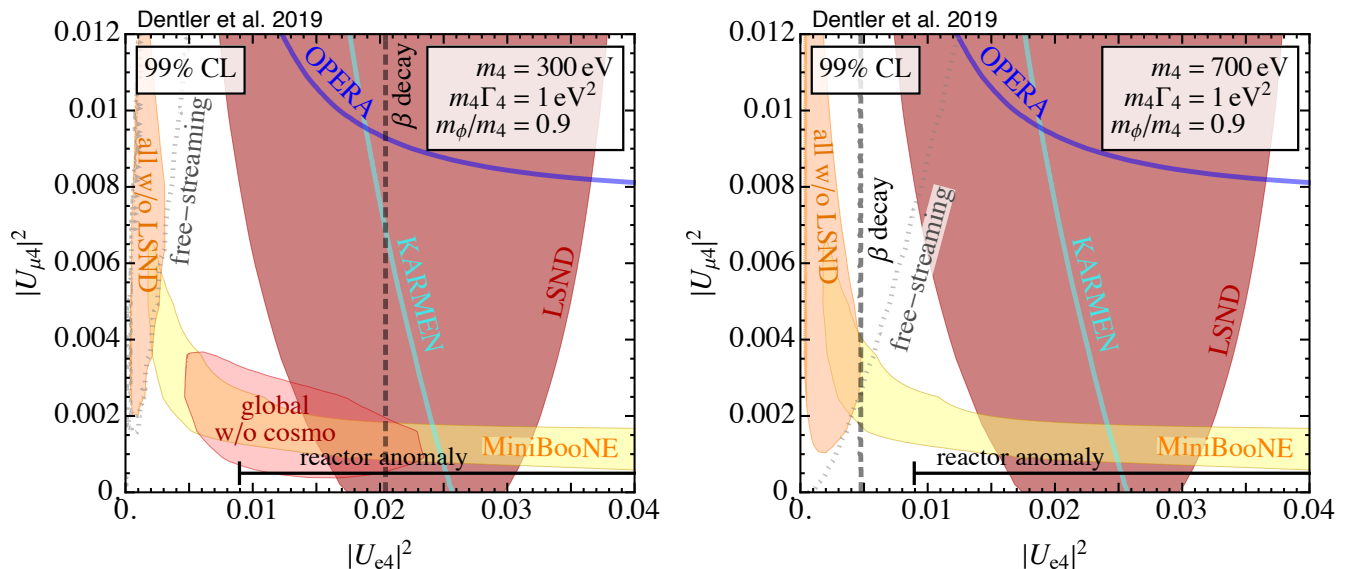 Dentler et al. 2019
99% CL
m4 = 300 eV
m4Γ4 = 1 eV²
mϕ/m4 = 0.9
OPERA
β decay
all w/o LSND
free−streaming
KARMEN
LSND
global
w/o cosmo
MiniBooNE
reactor anomaly
0.012
0.01
0.008
0.006
0.004
0.002
0.
|Uμ4|²
0.
0.01
0.02
0.03
0.04
|Ue4|²
Dentler et al. 2019
99% CL
m4 = 700 eV
m4Γ4 = 1 eV²
mϕ/m4 = 0.9
OPERA
β decay
all w/o LSND
free−streaming
KARMEN
LSND
MiniBooNE
reactor anomaly
0.012
0.01
0.008
0.006
0.004
0.002
0.
|Uμ4|²
0.
0.01
0.02
0.03
0.04
|Ue4|²